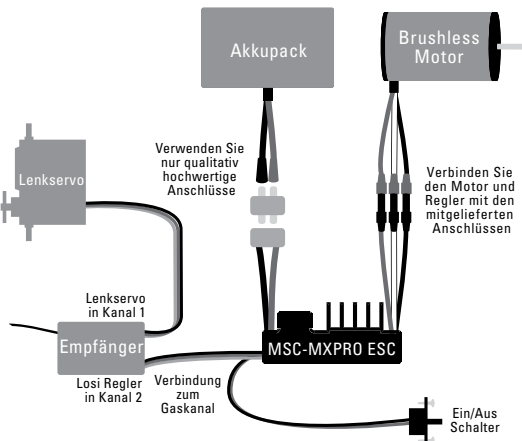 Akkupack
Brushless
Motor
Verwenden Sie
nur qualitativ
hochwertige
Anschlüsse
Lenkservo
Verbinden Sie
den Motor und
Regler mit den
mitgelieferten
Anschlüssen
Lenkservo
in Kanal 1
Empfänger
MSC-MXPRO ESC
Losi Regler
in Kanal 2
Verbindung
zum
Gaskanal
Ein/Aus
Schalter